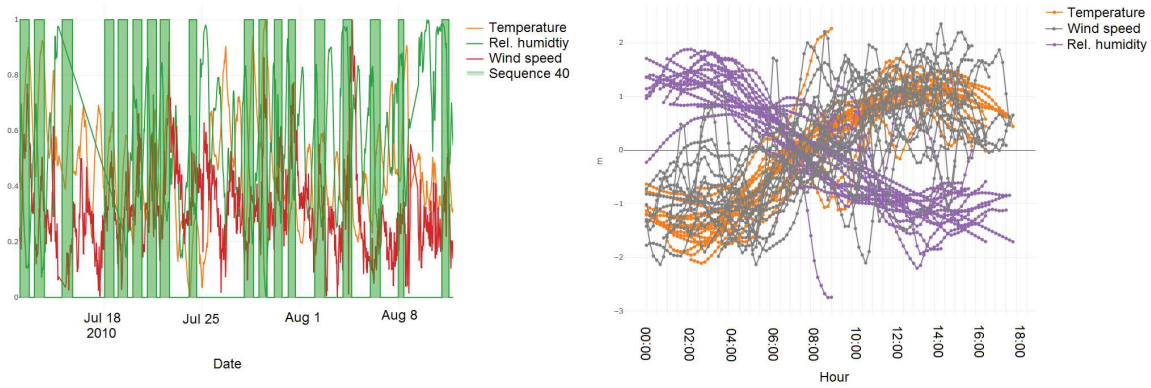 1
0.8
0.6
0.4
0.2
0
Jul 18
2010
Jul 25
Aug 1
Aug 8
Date
Temperature
Rel. humidtiy
Wind speed
Sequence 40
2
1
0
−1
−2
−3
m
00:00
02:00
04:00
06:00
08:00
10:00
12:00
14:00
16:00
18:00
Hour
Temperature
Wind speed
Rel. humidity